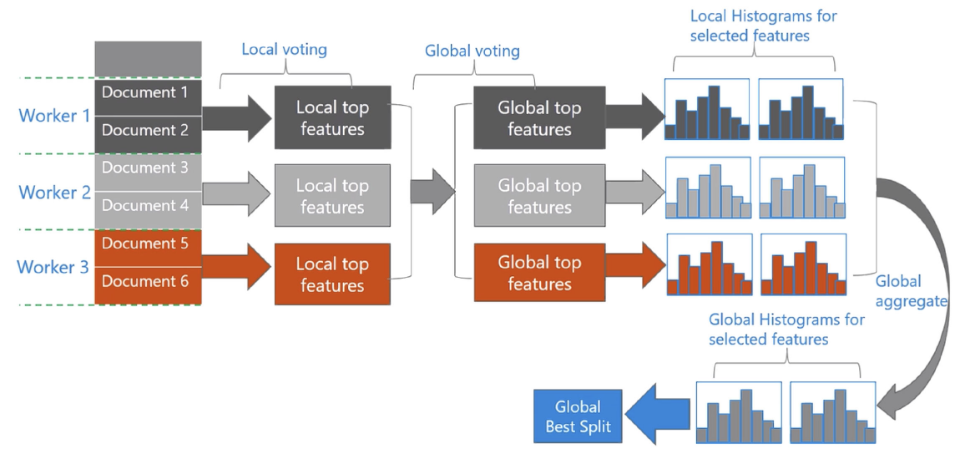 Local Histograms for
selected features
Local voting
Global voting
Worker 1
Document 1
Document 2
Local top
features
Global top
features
Worker 2
Document 3
Document 4
Local top
features
Global top
features
Worker 3
Document 5
Document 6
Local top
features
Global top
features
Global
aggregate
Global Histograms for
selected features
Global
Best Split